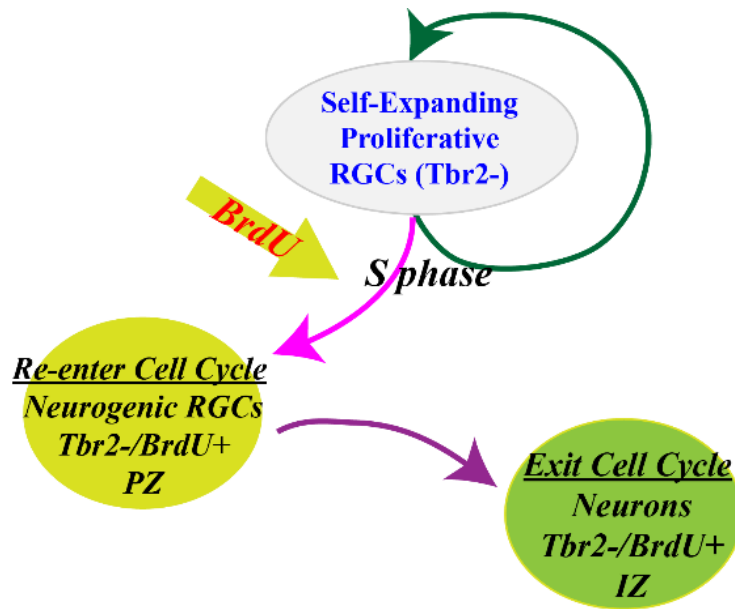 Self-Expanding
Proliferative
RGCs (Tbr2-)
BrdU
S phase
Re-enter Cell Cycle
Neurogenic RGCs
Tbr2-/BrdU+
PZ
Exit Cell Cycle
Neurons
Tbr2-/BrdU+
IZ